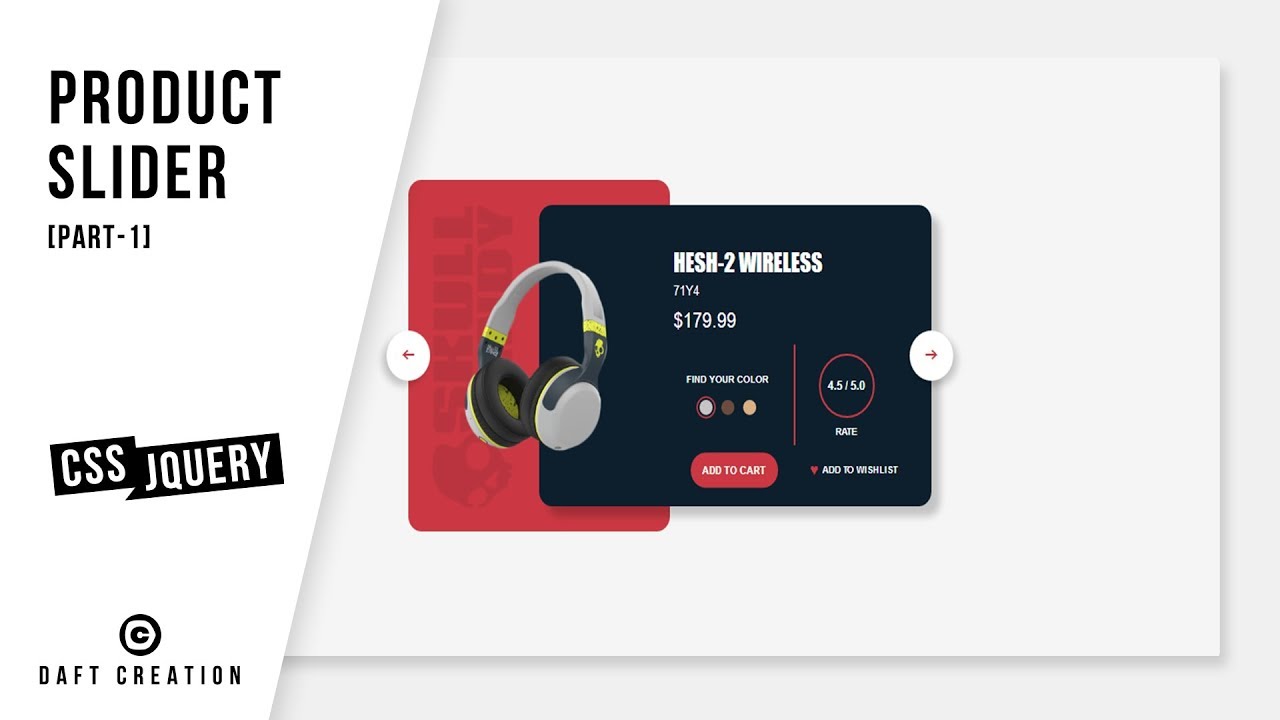 PRODUCT
SLIDER
[PART-1]
CSS JQUERY
© DAFT CREATION
SKULL
HESH-2 WIRELESS
71Y4
$179.99
FIND YOUR COLOR
4.5 / 5.0
RATE
ADD TO CART
♥ ADD TO WISHLIST